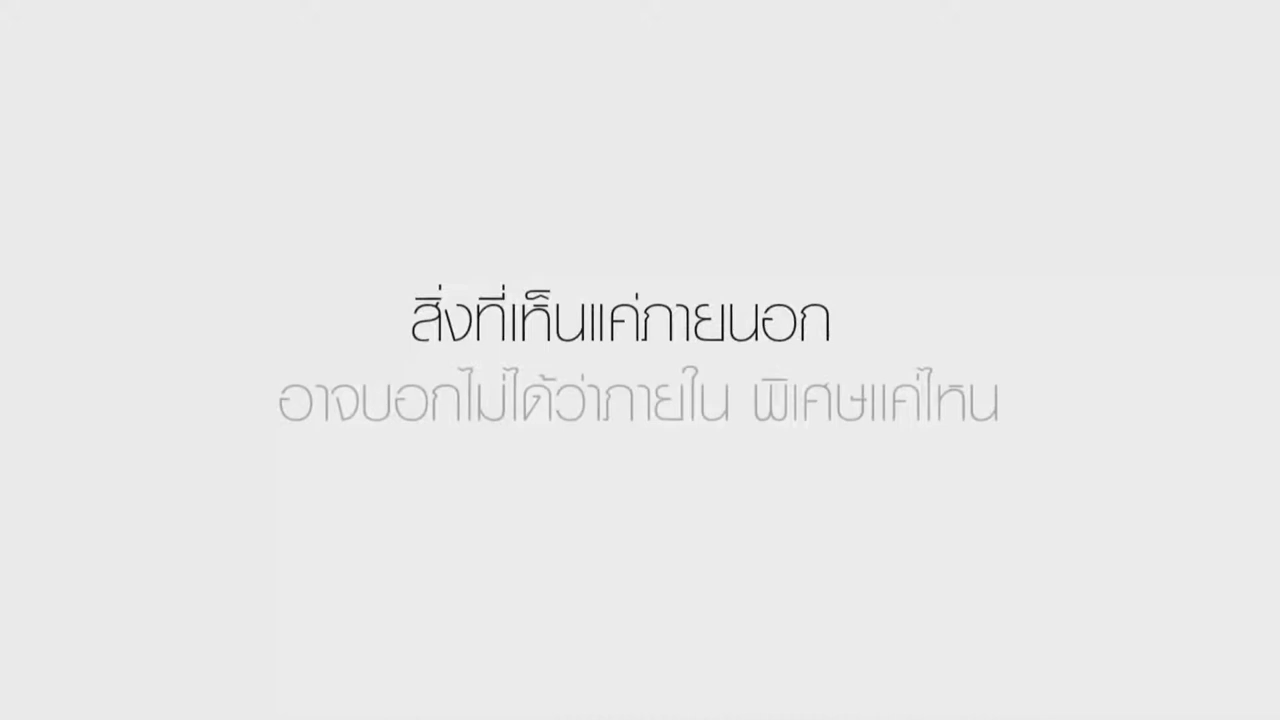 สิ่งที่เห็นแค่ภายนอก
อาจบอกไม่ได้ว่าภายใน พิเศษแค่ไหน